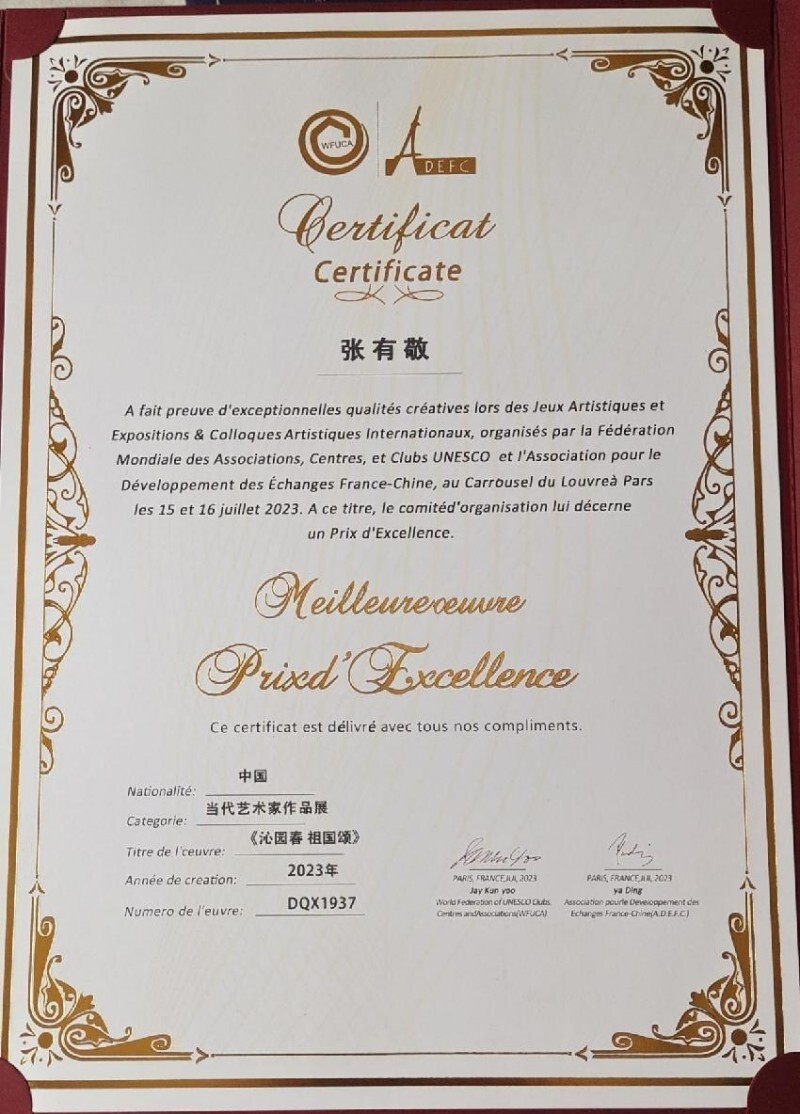 WFUCA
ADEFC
Certificat
Certificate
张有敬
A fait preuve d'exceptionnelles qualités créatives lors des Jeux Artistiques et
Expositions & Colloques Artistiques Internationaux, organisés par la Fédération
Mondiale des Associations, Centres, et Clubs UNESCO et l'Association pour le
Développement des Échanges France-Chine, au Carrousel du Louvreà Pars
les 15 et 16 juillet 2023. A ce titre, le comitéd'organisation lui décerne
un Prix d'Excellence.
Meilleureœuvre
Prixd'Excellence
Ce certificat est délivré avec tous nos compliments.
Nationalité: 中国
Categorie: 当代艺术家作品展
Titre de l'œuvre: 《沁园春 祖国颂》
Année de creation: 2023年
Numero de l'euvre: DQX1937
PARIS, FRANCEJUL, 2023
Jay Kun yoo
World Federation of UNESCO Clubs,
Centres andAssociations(WFUCA)
PARIS, FRANCEJUL, 2023
ya Ding
Association pourle Developpement des
Echanges France-Chine(A.D.E.F.C.)